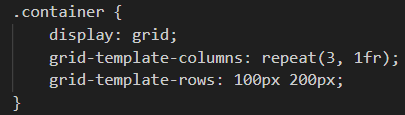 .container {
    display: grid;
    grid-template-columns: repeat(3, 1fr);
    grid-template-rows: 100px 200px;
}